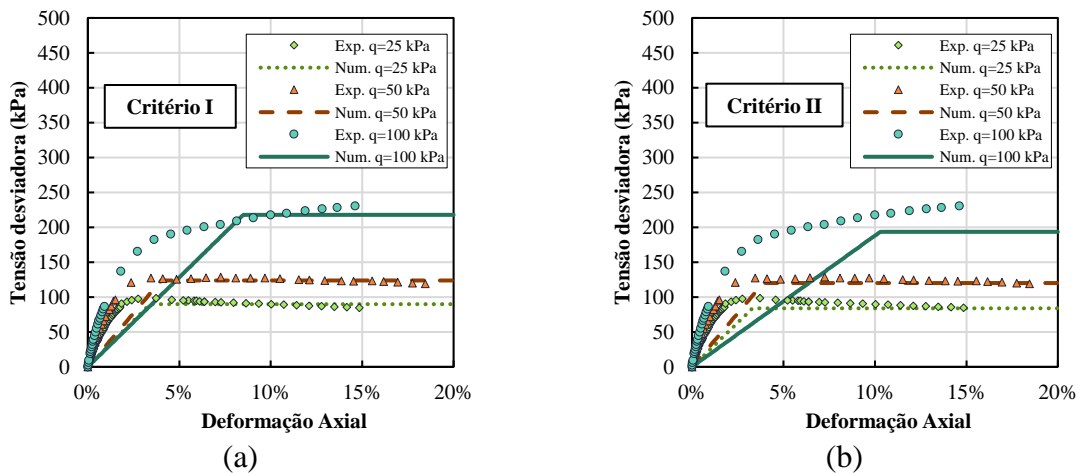 500
450
400
350
300
250
200
150
100
50
0
0%
5%
10%
15%
20%
Tensão desviadora (kPa)
Deformação Axial
Critério I
Exp. q=25 kPa
Num. q=25 kPa
Exp. q=50 kPa
Num. q=50 kPa
Exp. q=100 kPa
Num. q=100 kPa
(a)
500
450
400
350
300
250
200
150
100
50
0
0%
5%
10%
15%
20%
Tensão desviadora (kPa)
Deformação Axial
Critério II
Exp. q=25 kPa
Num. q=25 kPa
Exp. q=50 kPa
Num. q=50 kPa
Exp. q=100 kPa
Num. q=100 kPa
(b)